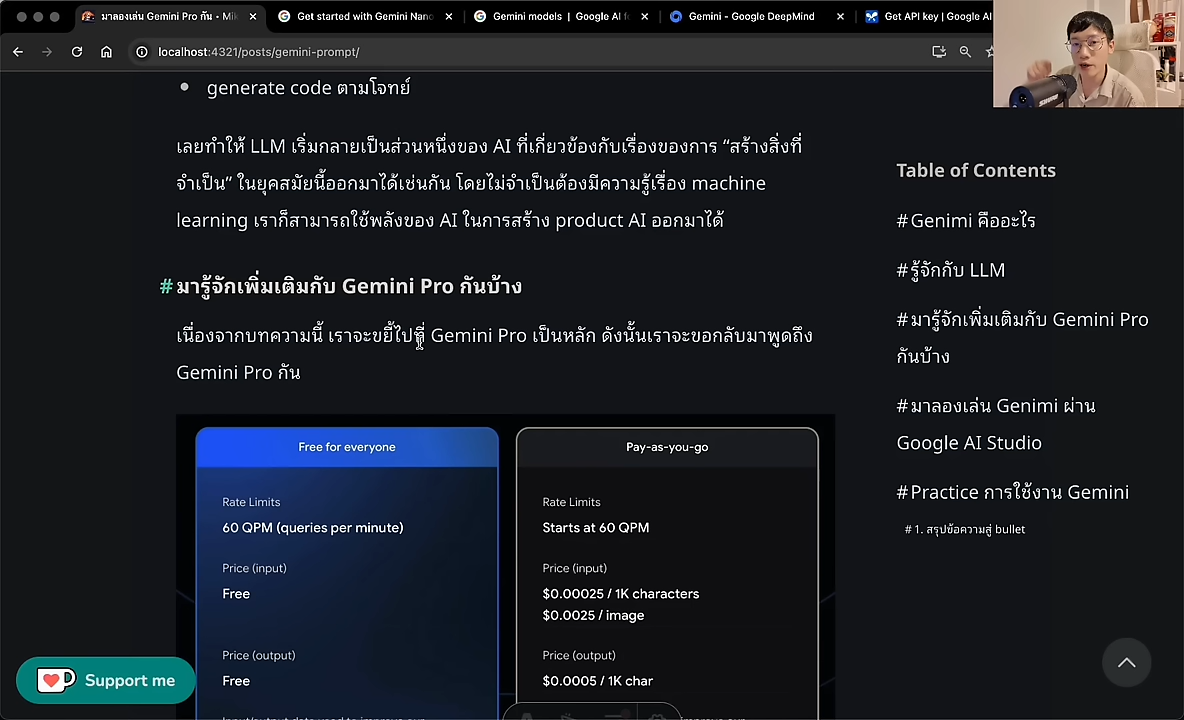 มาลองเล่น Gemini Pro กัน • Mik
Get started with Gemini Nano
Gemini models | Google AI fo
Gemini - Google DeepMind
Get API key | Google AI
localhost:4321/posts/gemini-prompt/
generate code ตามโจทย์
เลยทำให้ LLM เริ่มกลายเป็นส่วนหนึ่งของ AI ที่เกี่ยวข้องกับเรื่องของการ “สร้างสิ่งที่
จำเป็น” ในยุคสมัยนี้ออกมาได้เช่นกัน โดยไม่จำเป็นต้องมีความรู้เรื่อง machine
learning เราก็สามารถใช้พลังของ AI ในการสร้าง product AI ออกมาได้
#มารู้จักเพิ่มเติมกับ Gemini Pro กันบ้าง
เนื่องจากบทความนี้ เราจะขยี้ไปที่ Gemini Pro เป็นหลัก ดังนั้นเราจะขอกลับมาพูดถึง
Gemini Pro กัน
Free for everyone
Rate Limits
60 QPM (queries per minute)
Price (input)
Free
Price (output)
Free
Pay-as-you-go
Rate Limits
Starts at 60 QPM
Price (input)
$0.00025 / 1K characters
$0.0025 / image
Price (output)
$0.0005 / 1K char
Support me
Table of Contents
#Genimi คืออะไร
#รู้จักกับ LLM
#มารู้จักเพิ่มเติมกับ Gemini Pro
กันบ้าง
#มาลองเล่น Genimi ผ่าน
Google AI Studio
#Practice การใช้งาน Gemini
#1. สรุปข้อความสู่ bullet